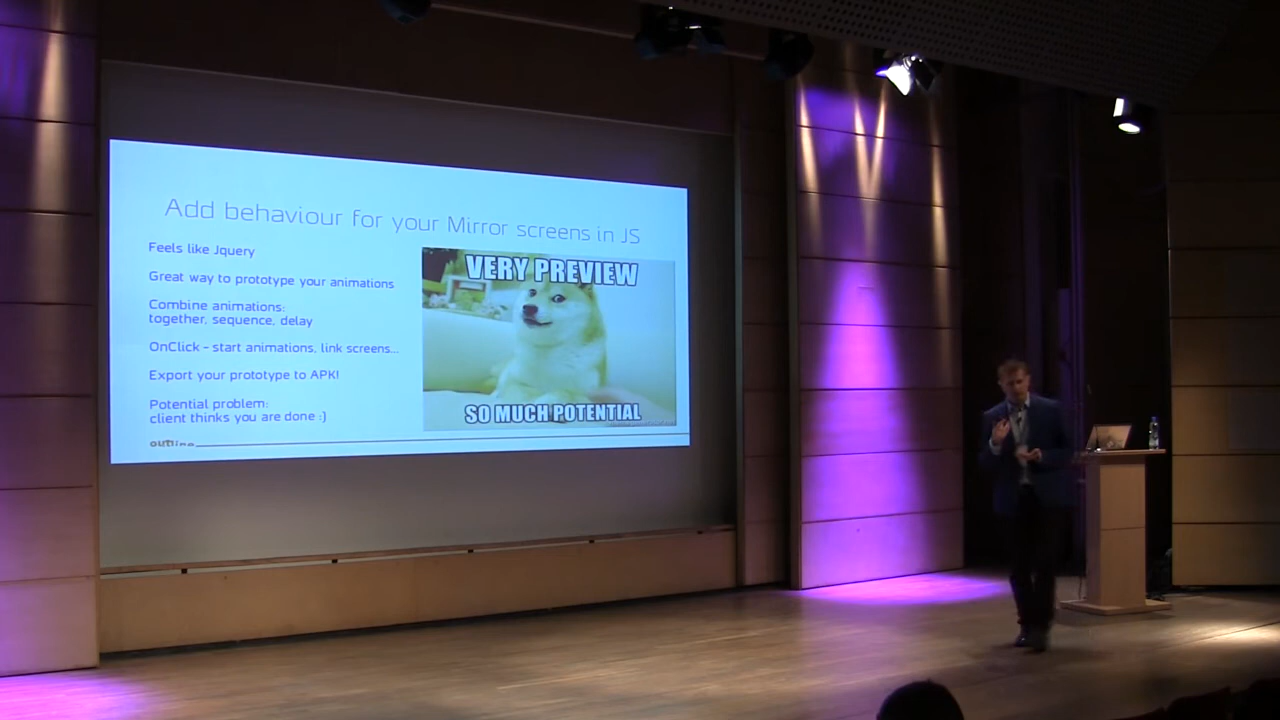 Add behaviour for your Mirror screens in JS
Feels like Jquery
Great way to prototype your animations
Combine animations:
together, sequence, delay
OnClick - start animations, link screens...
Export your prototype to APK!
Potential problem:
client thinks you are done :)
VERY PREVIEW
SO MUCH POTENTIAL